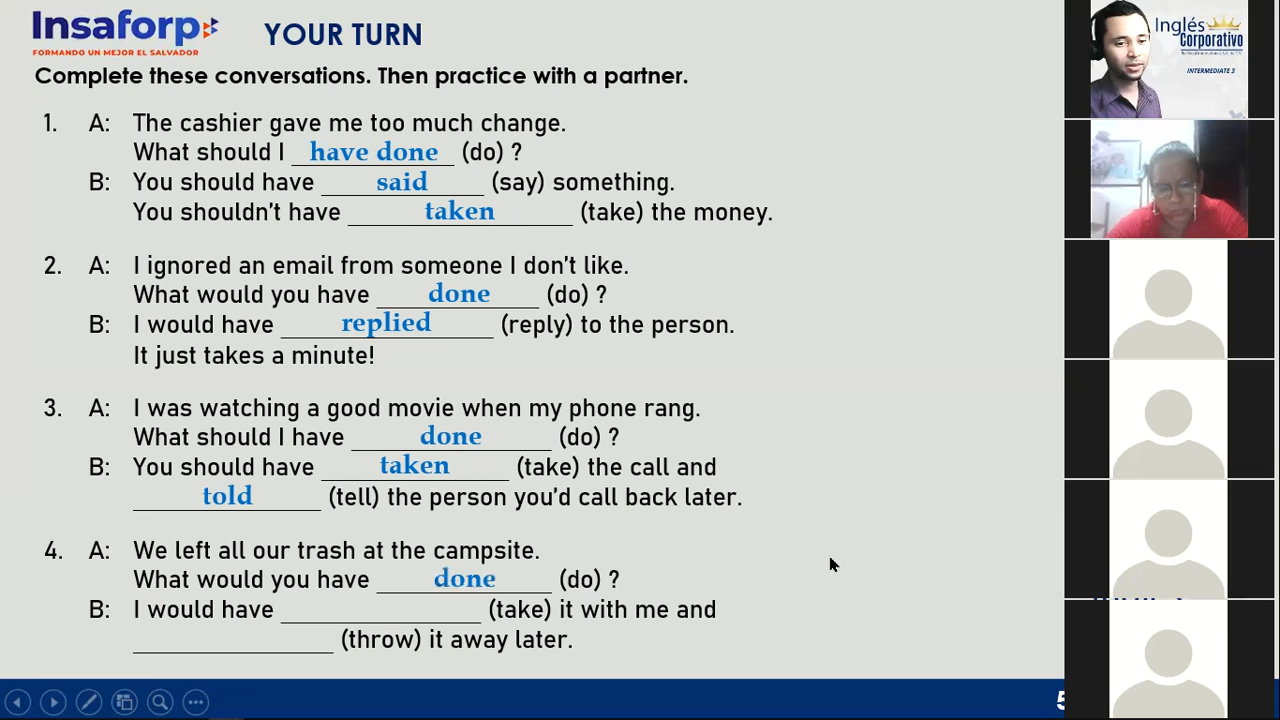 Insaforp
FORMANDO UN MEJOR EL SALVADOR
YOUR TURN
Complete these conversations. Then practice with a partner.
1. A: The cashier gave me too much change.
What should I have done (do) ?
B: You should have said (say) something.
You shouldn't have taken (take) the money.
2. A: I ignored an email from someone I don't like.
What would you have done (do) ?
B: I would have replied (reply) to the person.
It just takes a minute!
3. A: I was watching a good movie when my phone rang.
What should I have done (do) ?
B: You should have taken (take) the call and
told (tell) the person you'd call back later.
4. A: We left all our trash at the campsite.
What would you have done (do) ?
B: I would have ____ (take) it with me and
____ (throw) it away later.
Inglés
Corporativo
INTERMEDIATE 3
5